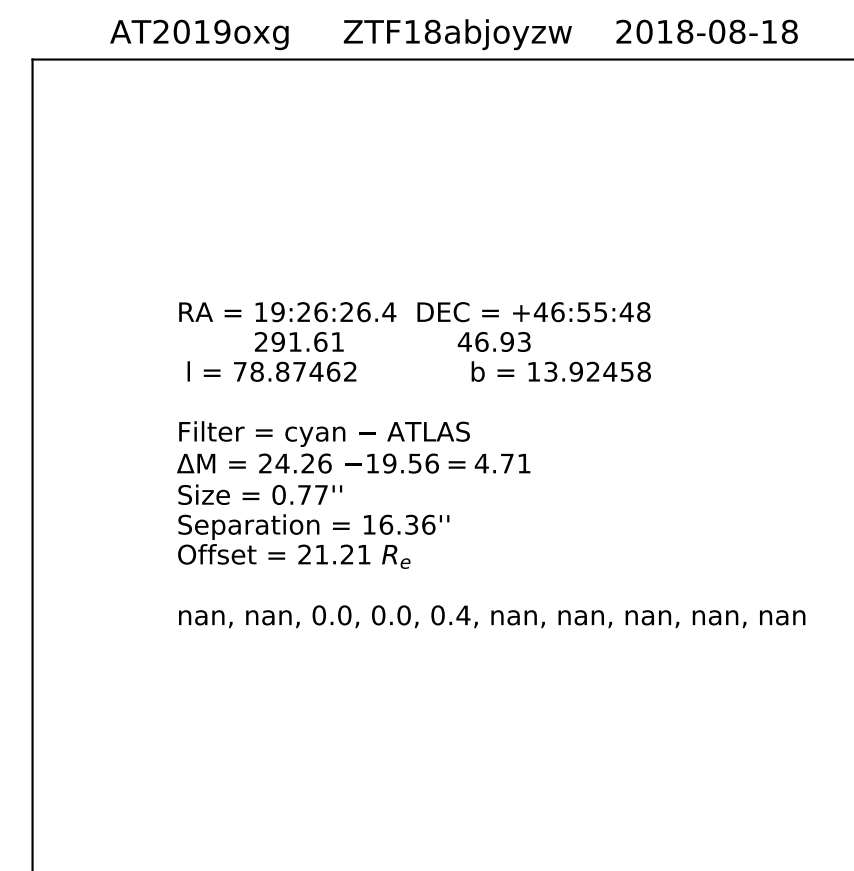 AT2019oxg ZTF18abjoyzw 2018-08-18
RA = 19:26:26.4 DEC = +46:55:48
291.61 46.93
l = 78.87462 b = 13.92458
Filter = cyan − ATLAS
ΔM = 24.26 −19.56 = 4.71
Size = 0.77''
Separation = 16.36''
Offset = 21.21 Rₑ
nan, nan, 0.0, 0.0, 0.4, nan, nan, nan, nan, nan